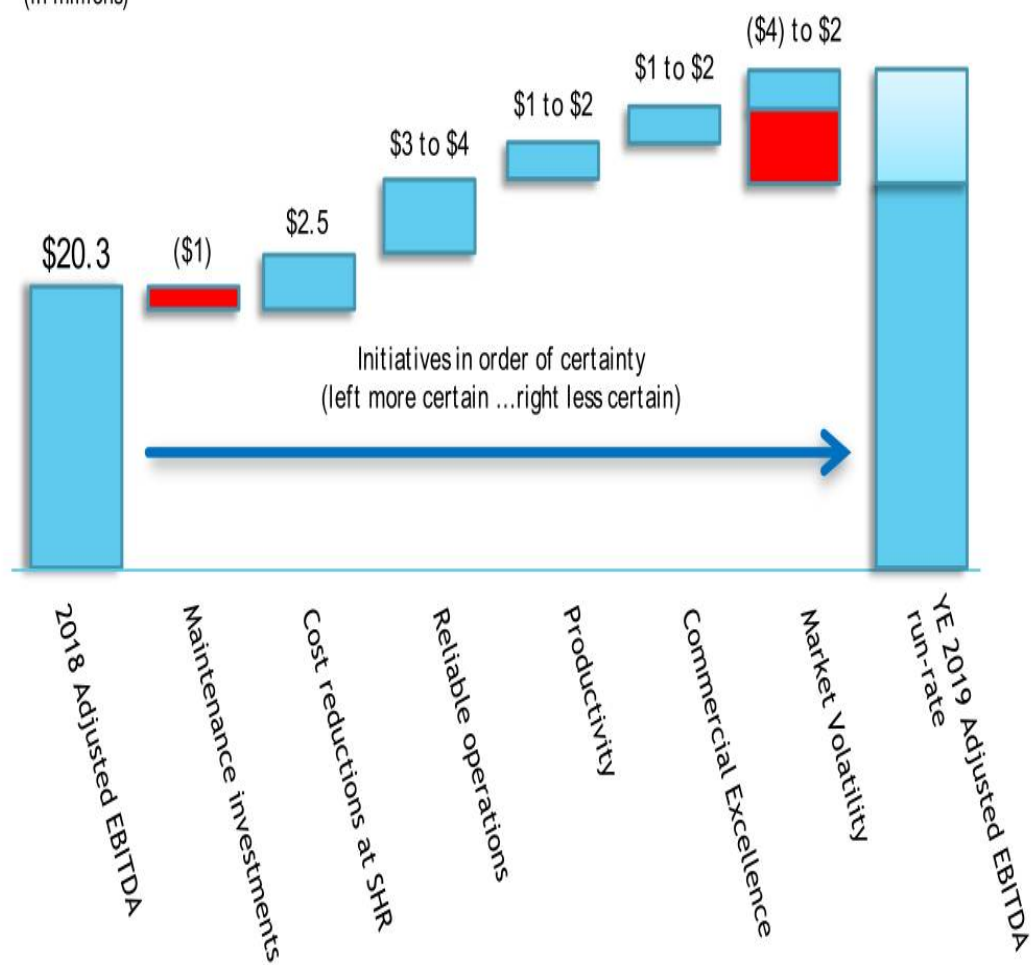 (in millions)
($4) to $2
$1 to $2
$1 to $2
$3 to $4
$2.5
($1)
$20.3
Initiatives in order of certainty
(left more certain ...right less certain)
2018 Adjusted EBITDA
Maintenance investments
Cost reductions at SHR
Reliable operations
Productivity
Commercial Excellence
Market Volatility
YE 2019 Adjusted EBITDA
run-rate